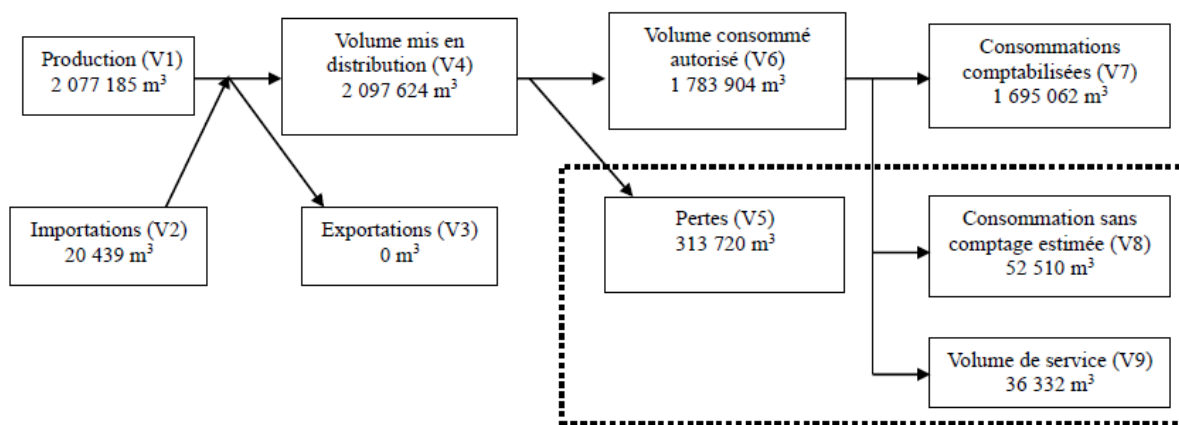 Production (V1)
2 077 185 m³
Volume mis en
distribution (V4)
2 097 624 m³
Volume consommé
autorisé (V6)
1 783 904 m³
Consommations
comptabilisées (V7)
1 695 062 m³
Importations (V2)
20 439 m³
Exportations (V3)
0 m³
Pertes (V5)
313 720 m³
Consommation sans
comptage estimée (V8)
52 510 m³
Volume de service (V9)
36 332 m³